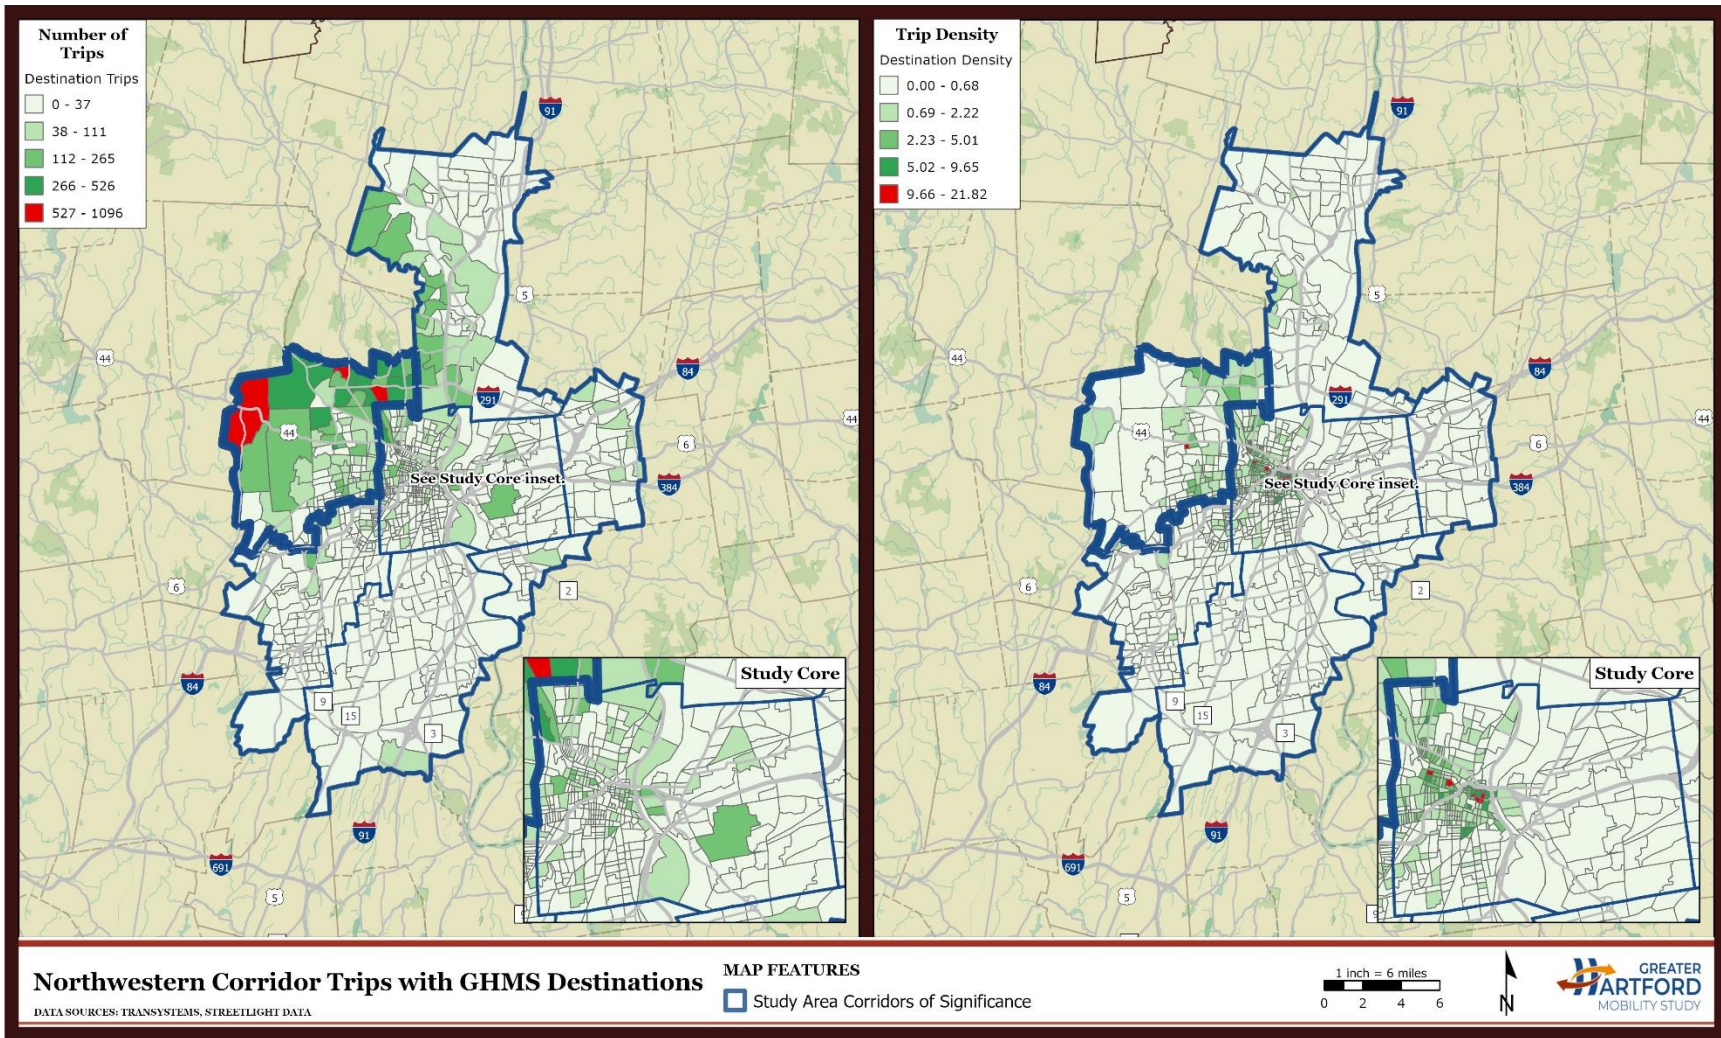 Number of
Trips
Destination Trips
0 - 37
38 - 111
112 - 265
266 - 526
527 - 1096
91
5
44
84
291
44
44
6
See Study Core inset.
384
6
2
84
9
15
3
91
691
5
Study Core
Trip Density
Destination Density
0.00 - 0.68
0.69 - 2.22
2.23 - 5.01
5.02 - 9.65
9.66 - 21.82
91
5
44
84
291
44
44
6
See Study Core inset.
384
6
2
84
9
15
3
91
691
5
Study Core
Northwestern Corridor Trips with GHMS Destinations
DATA SOURCES: TRANSYSTEMS, STREETLIGHT DATA
MAP FEATURES
Study Area Corridors of Significance
1 inch = 6 miles
0 2 4 6
N
GREATER
HARTFORD
MOBILITY STUDY